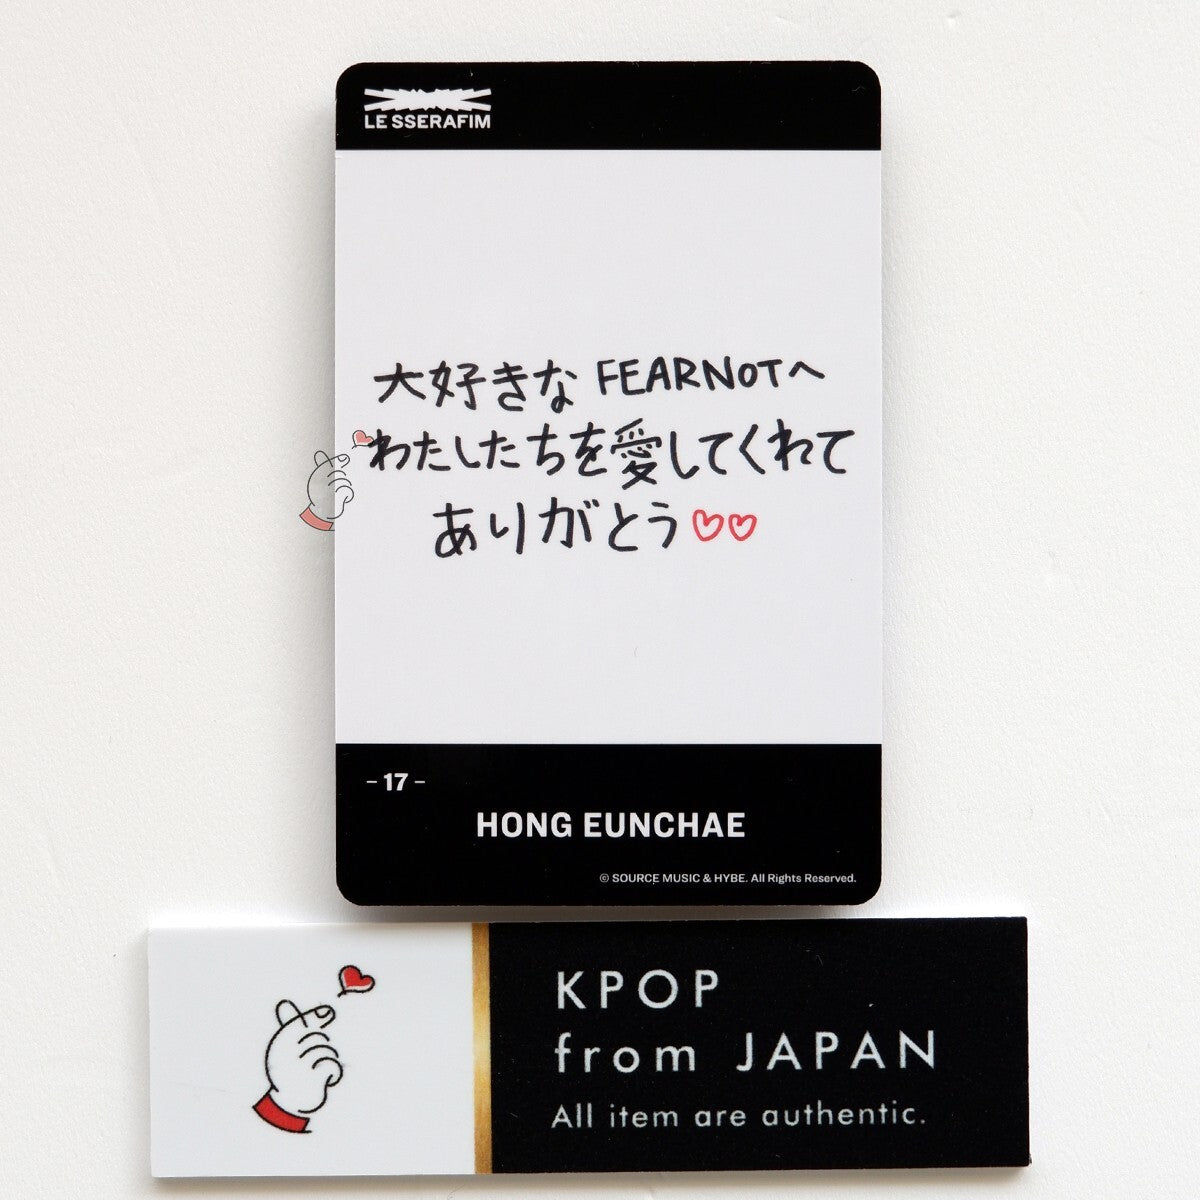 LE SSERAFIM
大好きな FEARNOTへ
わたしたちを愛してくれて
ありがとう
- 17 -
HONG EUNCHAE
© SOURCE MUSIC & HYBE. All Rights Reserved.
KPOP
from JAPAN
All item are authentic.